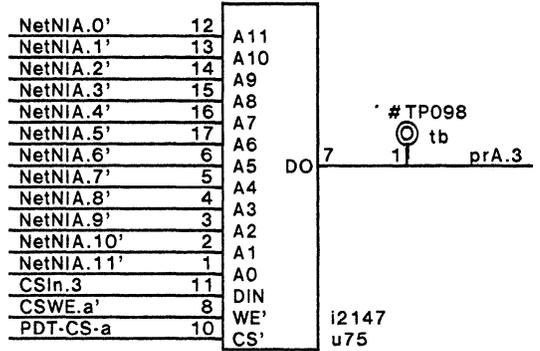 NetNIA.0' 12 A11
NetNIA.1' 13 A10
NetNIA.2' 14 A9
NetNIA.3' 15 A8
NetNIA.4' 16 A7
NetNIA.5' 17 A6
NetNIA.6' 6 A5
NetNIA.7' 5 A4
NetNIA.8' 4 A3
NetNIA.9' 3 A2
NetNIA.10' 2 A1
NetNIA.11' 1 A0
CSIn.3 11 DIN
CSWE.a' 8 WE'
PDT-CS-a 10 CS'
DO 7 1 prA.3
#TP098
tb
i2147
u75